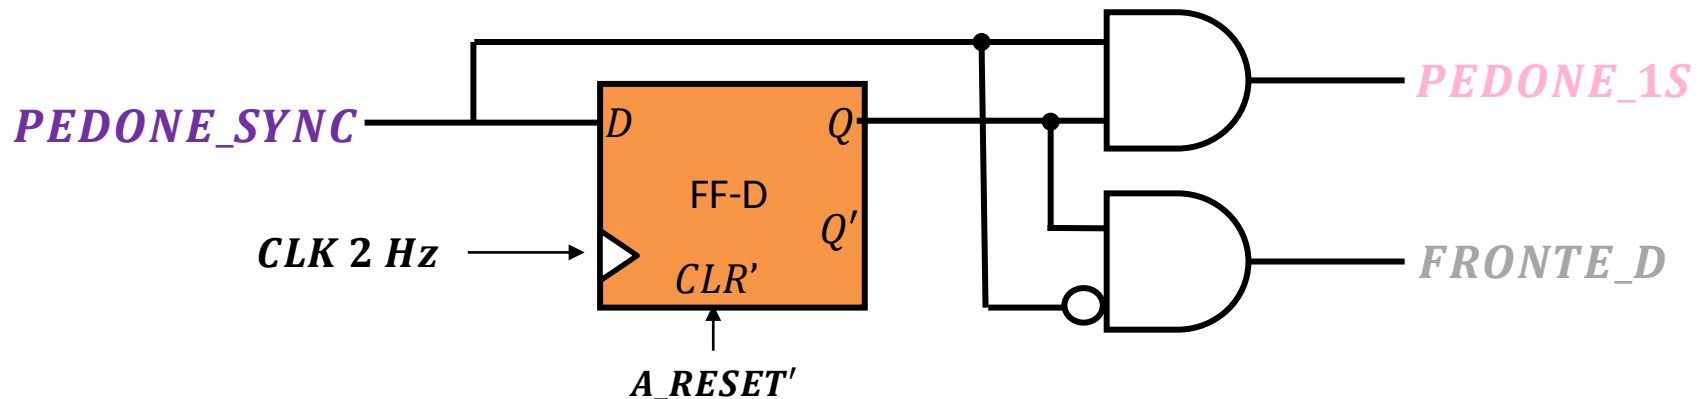 PEDONE_1S
PEDONE_SYNC
D
Q
FF-D
Q′
CLK 2 Hz
CLR’
FRONTE_D
A_RESET′